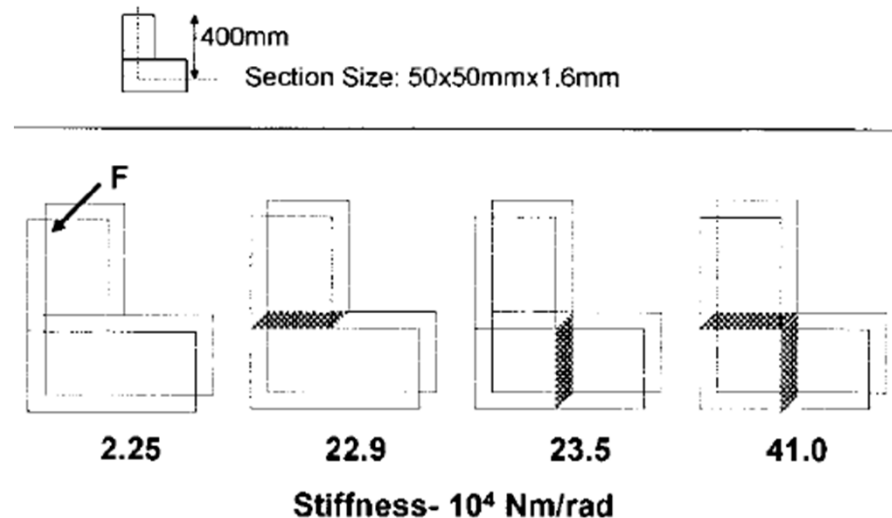 400mm
Section Size: 50x50mmx1.6mm
F
2.25 22.9 23.5 41.0
Stiffness- 10⁴ Nm/rad